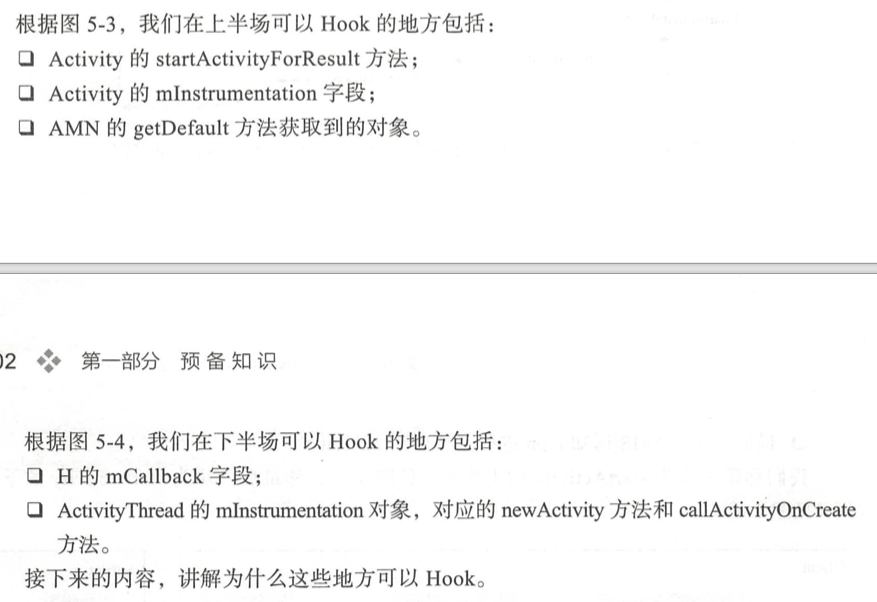 根据图 5-3，我们在上半场可以 Hook 的地方包括：
❏ Activity 的 startActivityForResult 方法；
❏ Activity 的 mInstrumentation 字段；
❏ AMN 的 getDefault 方法获取到的对象。
02 第一部分 预备知识
根据图 5-4，我们在下半场可以 Hook 的地方包括：
❏ H 的 mCallback 字段；
❏ ActivityThread 的 mInstrumentation 对象，对应的 newActivity 方法和 callActivityOnCreate
方法。
接下来的内容，讲解为什么这些地方可以 Hook。